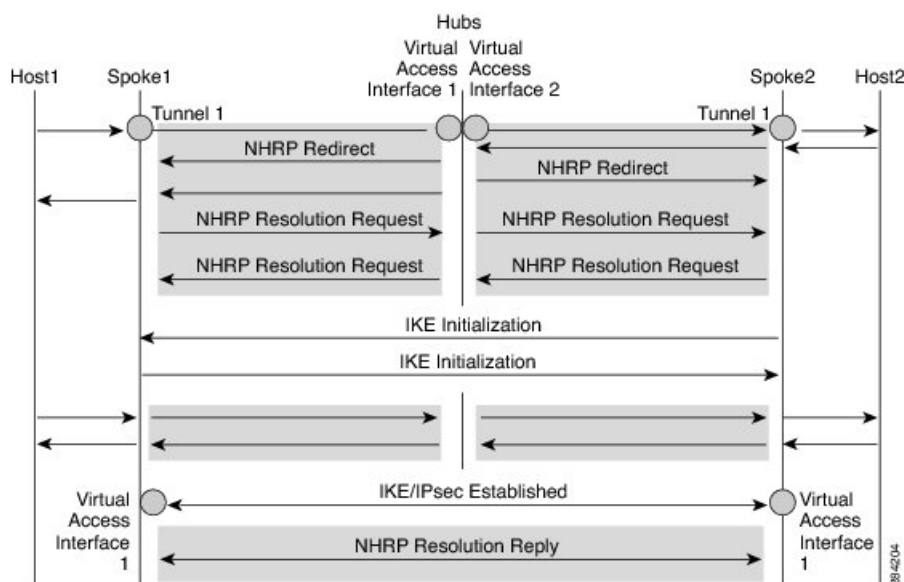 Hubs
Virtual Virtual
Access Access
Interface 1 Interface 2
Host1 Spoke1 Spoke2 Host2
Tunnel 1 Tunnel 1
NHRP Redirect
NHRP Redirect
NHRP Resolution Request NHRP Resolution Request
NHRP Resolution Request NHRP Resolution Request
IKE Initialization
IKE Initialization
IKE/IPsec Established
Virtual
Access
Interface
1
Virtual
Access
Interface
1
NHRP Resolution Reply
284204